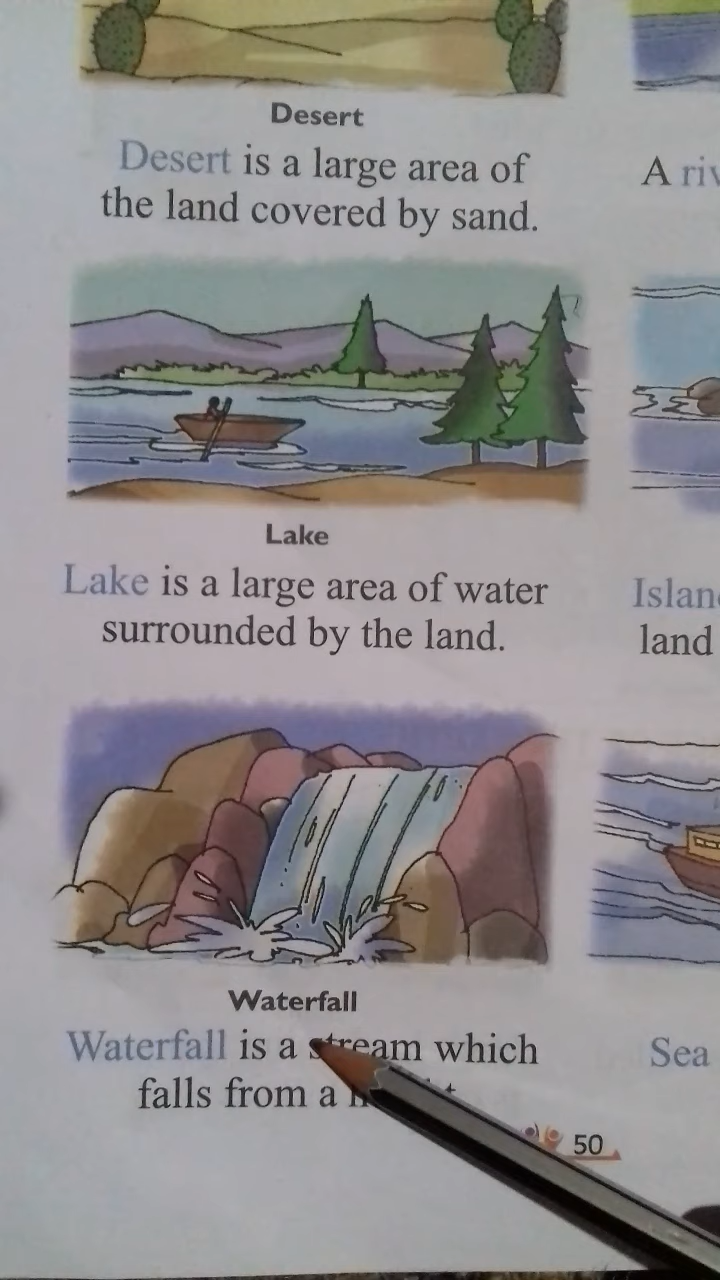 Desert
Desert is a large area of
the land covered by sand.
Lake
Lake is a large area of water
surrounded by the land.
Waterfall
Waterfall is a stream which
falls from a
50
A
land
Sea